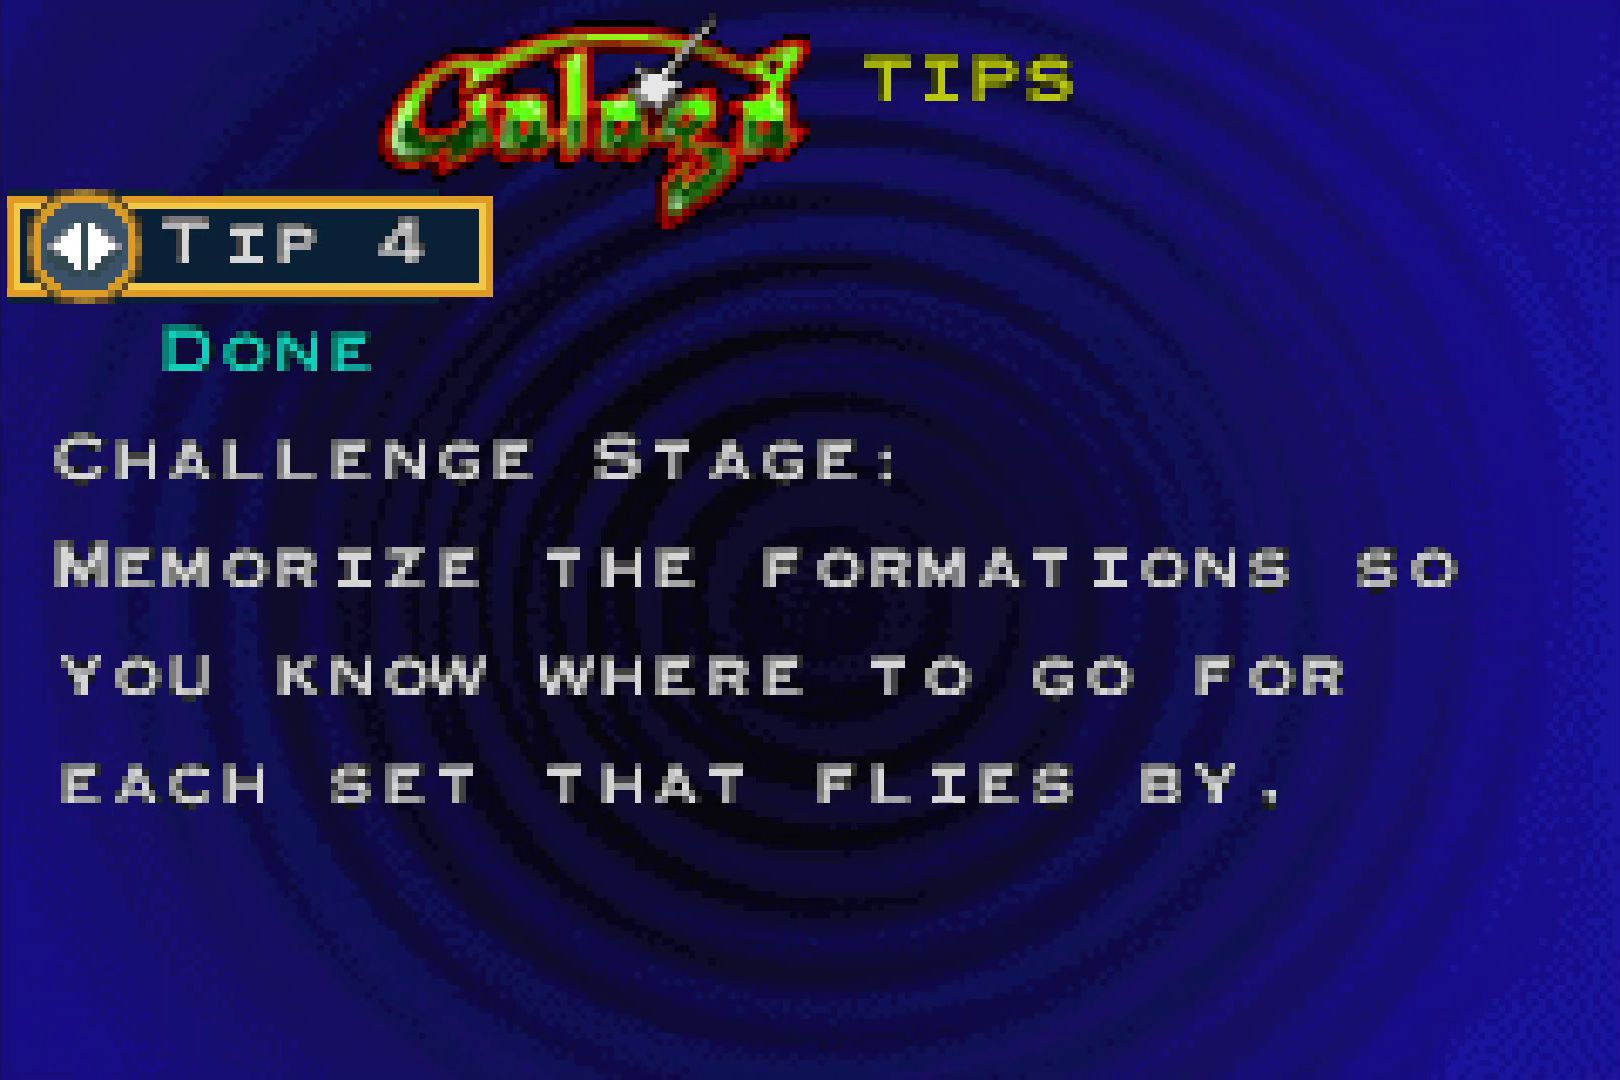 Galaga TIPS
TIP 4
DONE
CHALLENGE STAGE:
MEMORIZE THE FORMATIONS SO
YOU KNOW WHERE TO GO FOR
EACH SET THAT FLIES BY.